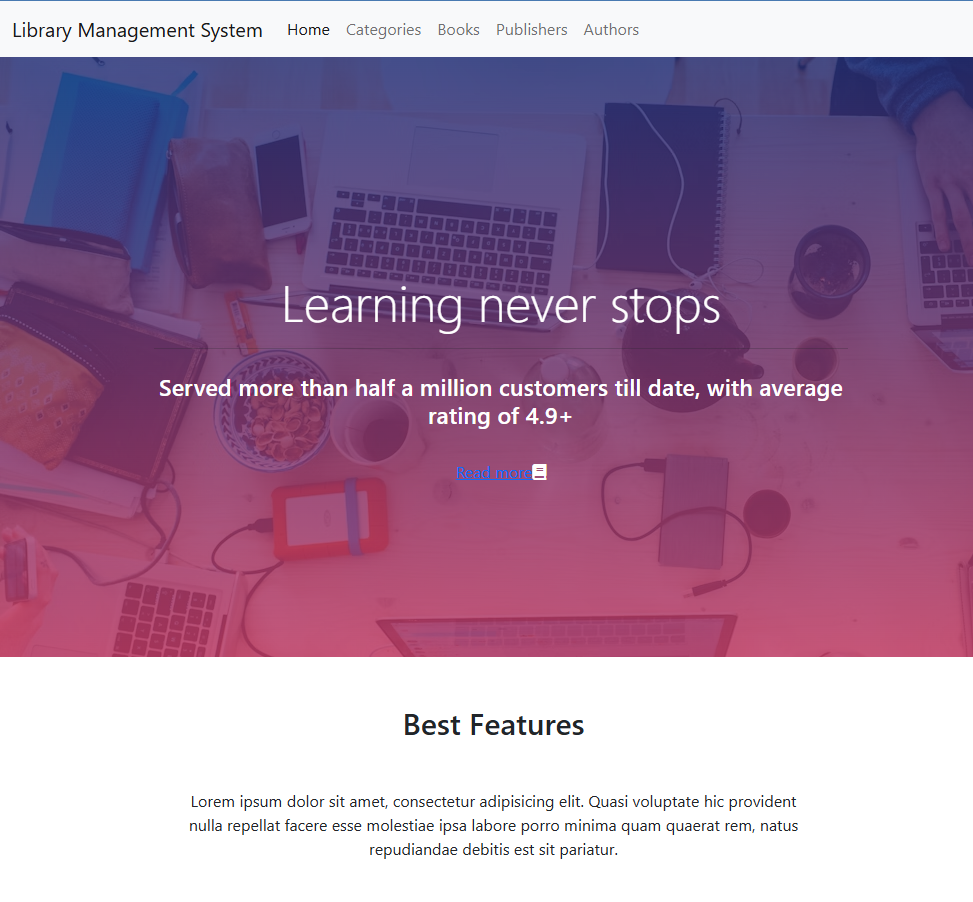 Library Management System Home Categories Books Publishers Authors
Learning never stops
Served more than half a million customers till date, with average
rating of 4.9+
Read more
Best Features
Lorem ipsum dolor sit amet, consectetur adipisicing elit. Quasi voluptate hic provident
nulla repellat facere esse molestiae ipsa labore porro minima quam quaerat rem, natus
repudiandae debitis est sit pariatur.